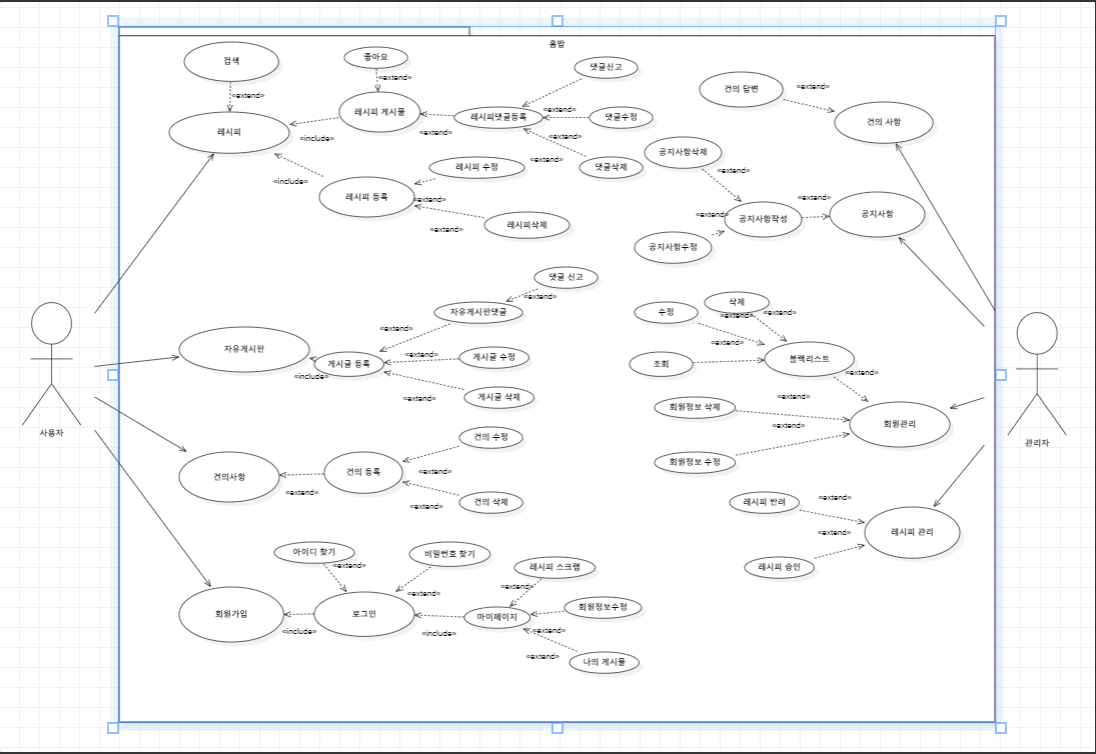 홈밥
검색
좋아요
댓글신고
«extend»
«extend»
건의 답변
«extend»
레시피 게시물
레시피댓글등록
«extend»
댓글수정
건의 사항
레시피
«include»
«extend»
«extend»
공지사항삭제
레시피 수정
«extend»
댓글삭제
«extend»
«include»
레시피 등록
«extend»
«extend»
공지사항작성
«extend»
공지사항
레시피삭제
«extend»
공지사항수정
댓글 신고
«extend»
수정
삭제
«extend»
«extend»
자유게시판댓글
«extend»
«extend»
자유게시판
게시글 등록
«extend»
게시글 수정
조회
블랙리스트
«include»
«extend»
«extend»
게시글 삭제
«extend»
회원정보 삭제
사용자
관리자
건의 수정
«extend»
회원관리
건의사항
건의 등록
«extend»
회원정보 수정
«extend»
«extend»
건의 삭제
레시피 반려
«extend»
아이디 찾기
비밀번호 찾기
«extend»
레시피 관리
«extend»
레시피 스크랩
레시피 승인
«extend»
«extend»
회원가입
로그인
마이페이지
회원정보수정
«include»
«include»
«extend»
«extend»
나의 게시물